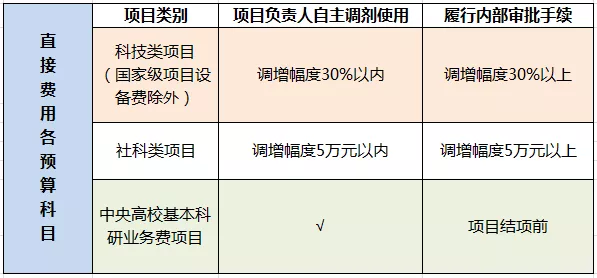 直接费用各预算科目
项目类别
项目负责人自主调剂使用
履行内部审批手续
科技类项目
（国家级项目设
备费除外）
调增幅度30%以内
调增幅度30%以上
社科类项目
调增幅度5万元以内
调增幅度5万元以上
中央高校基本科
研业务费项目
√
项目结项前